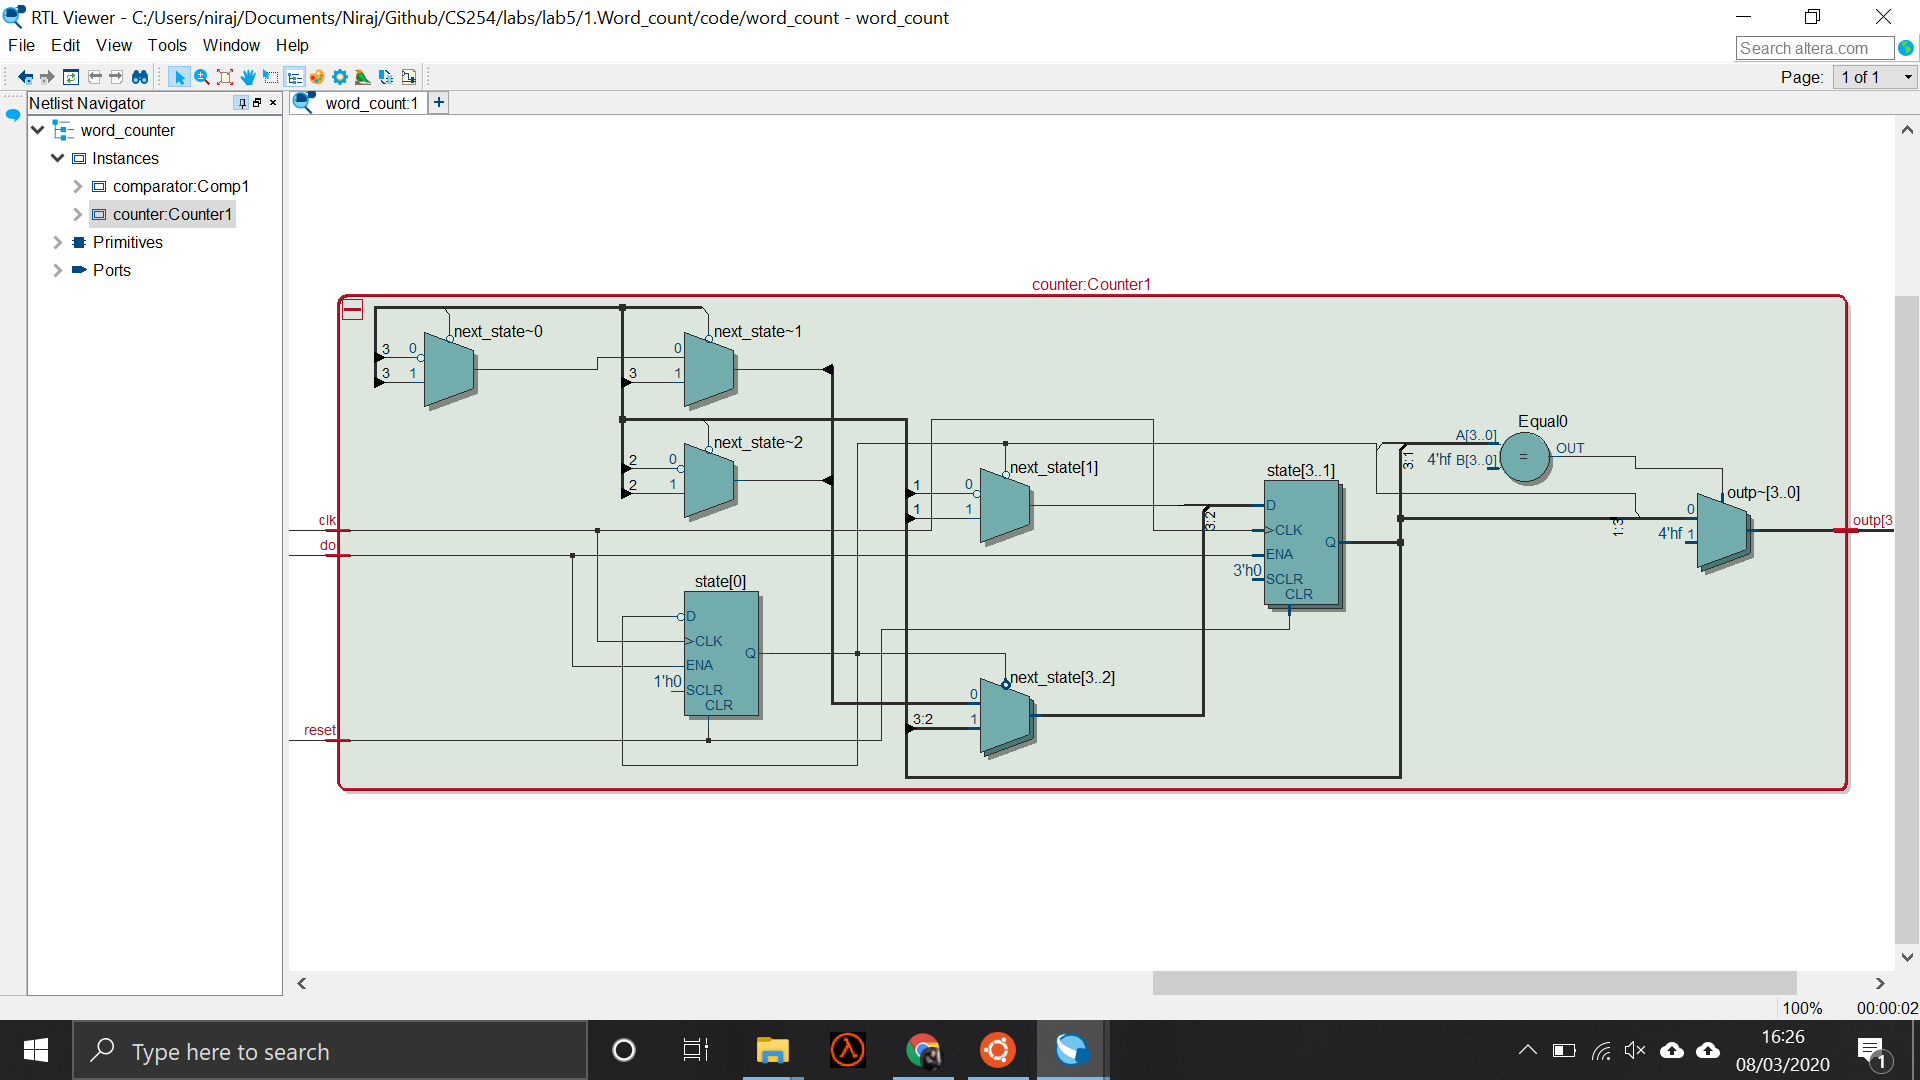 RTL Viewer - C:/Users/niraj/Documents/Niraj/Github/CS254/labs/lab5/1.Word_count/code/word_count - word_count
File Edit View Tools Window Help
Search altera.com
Page: 1 of 1
Netlist Navigator
word_count:1
word_counter
Instances
comparator:Comp1
counter:Counter1
Primitives
Ports
counter:Counter1
next_state~0
3 0
3 1
next_state~1
0
3 1
next_state~2
2 0
2 1
next_state[1]
1 0
1 1
state[3..1]
D
CLK
ENA
3'h0 SCLR
CLR
Q
3:2
3:1
Equal0
A[3..0]
4'hf B[3..0]
=
OUT
outp~[3..0]
0
4'hf 1
1:3
outp[3
clk
do
reset
state[0]
D
CLK
ENA
1'h0 SCLR
CLR
Q
next_state[3..2]
0
3:2 1
100% 00:00:02
Type here to search
16:26
08/03/2020
1